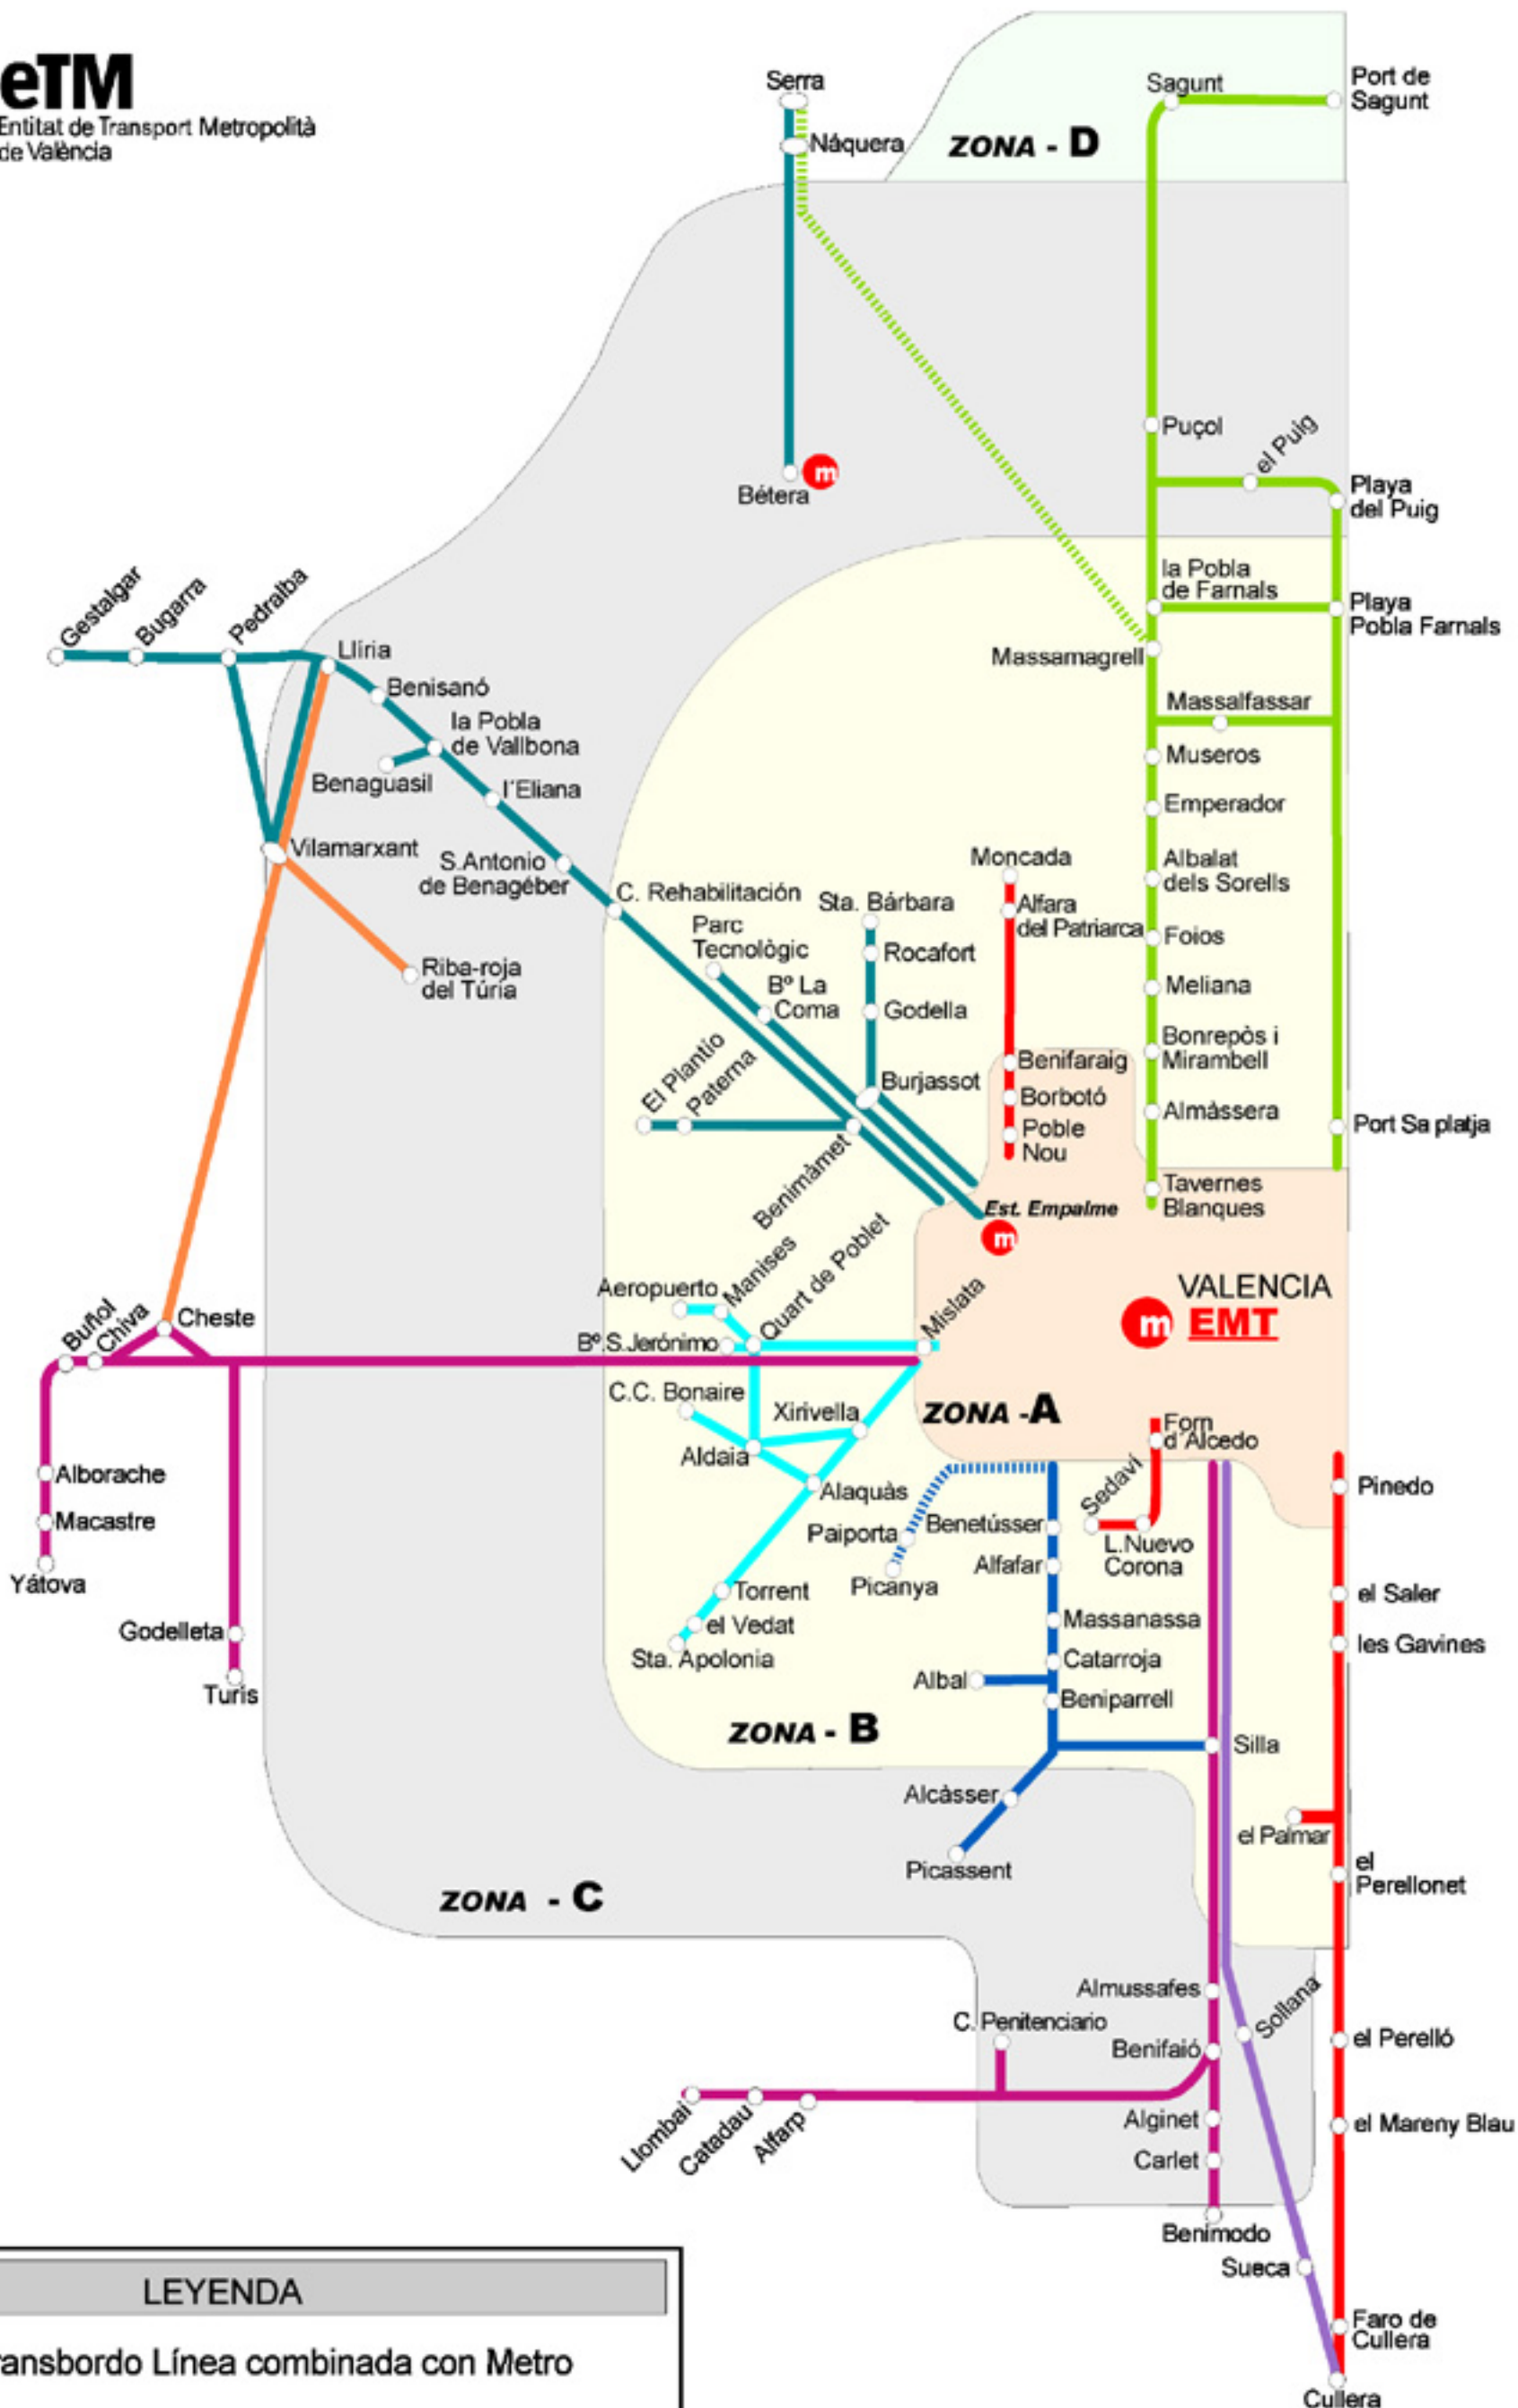 eTM
Entitat de Transport Metropolità
de València
Serra
Náquera
ZONA - D
Sagunt
Port de
Sagunt
Puçol
el Puig
Playa
del Puig
Bétera
m
la Pobla
de Farnals
Playa
Pobla Farnals
Massamagrell
Massalfassar
Museros
Emperador
Albalat
dels Sorells
Foios
Meliana
Bonrepòs i
Mirambell
Almàssera
Port Sa platja
Tavernes
Blanques
Gestalgar
Bugarra
Pedralba
Llíria
Benisanó
la Pobla
de Vallbona
Benaguasil
l´Eliana
Vilamarxant
S.Antonio
de Benagéber
C. Rehabilitación
Riba-roja
del Túria
Parc
Tecnològic
Bº La
Coma
Sta. Bárbara
Rocafort
Godella
Burjassot
El Plantío
Paterna
Benimàmet
Moncada
Alfara
del Patriarca
Benifaraig
Borbotó
Poble
Nou
Est. Empalme
m
VALENCIA
m EMT
Aeropuerto
Manises
Quart de Poblet
Mislata
Bº.S.Jerónimo
C.C. Bonaire
Xirivella
Aldaia
Alaquàs
Torrent
el Vedat
Sta. Apolonia
Buñol
Chiva
Cheste
Alborache
Macastre
Yátova
Godelleta
Turís
ZONA -A
Forn
d´Alcedo
Sedaví
L.Nuevo
Corona
Paiporta
Picanya
Benetússer
Alfafar
Massanassa
Catarroja
Albal
Beniparrell
ZONA - B
Silla
Alcàsser
Picassent
ZONA - C
Pinedo
el Saler
les Gavines
el Palmar
el
Perellonet
Almussafes
Sollana
C. Penitenciario
Benifaió
el Perelló
Llombai
Catadau
Alfarp
Alginet
Carlet
el Mareny Blau
Benimodo
Sueca
Faro de
Cullera
Cullera
LEYENDA
ransbordo Línea combinada con Metro